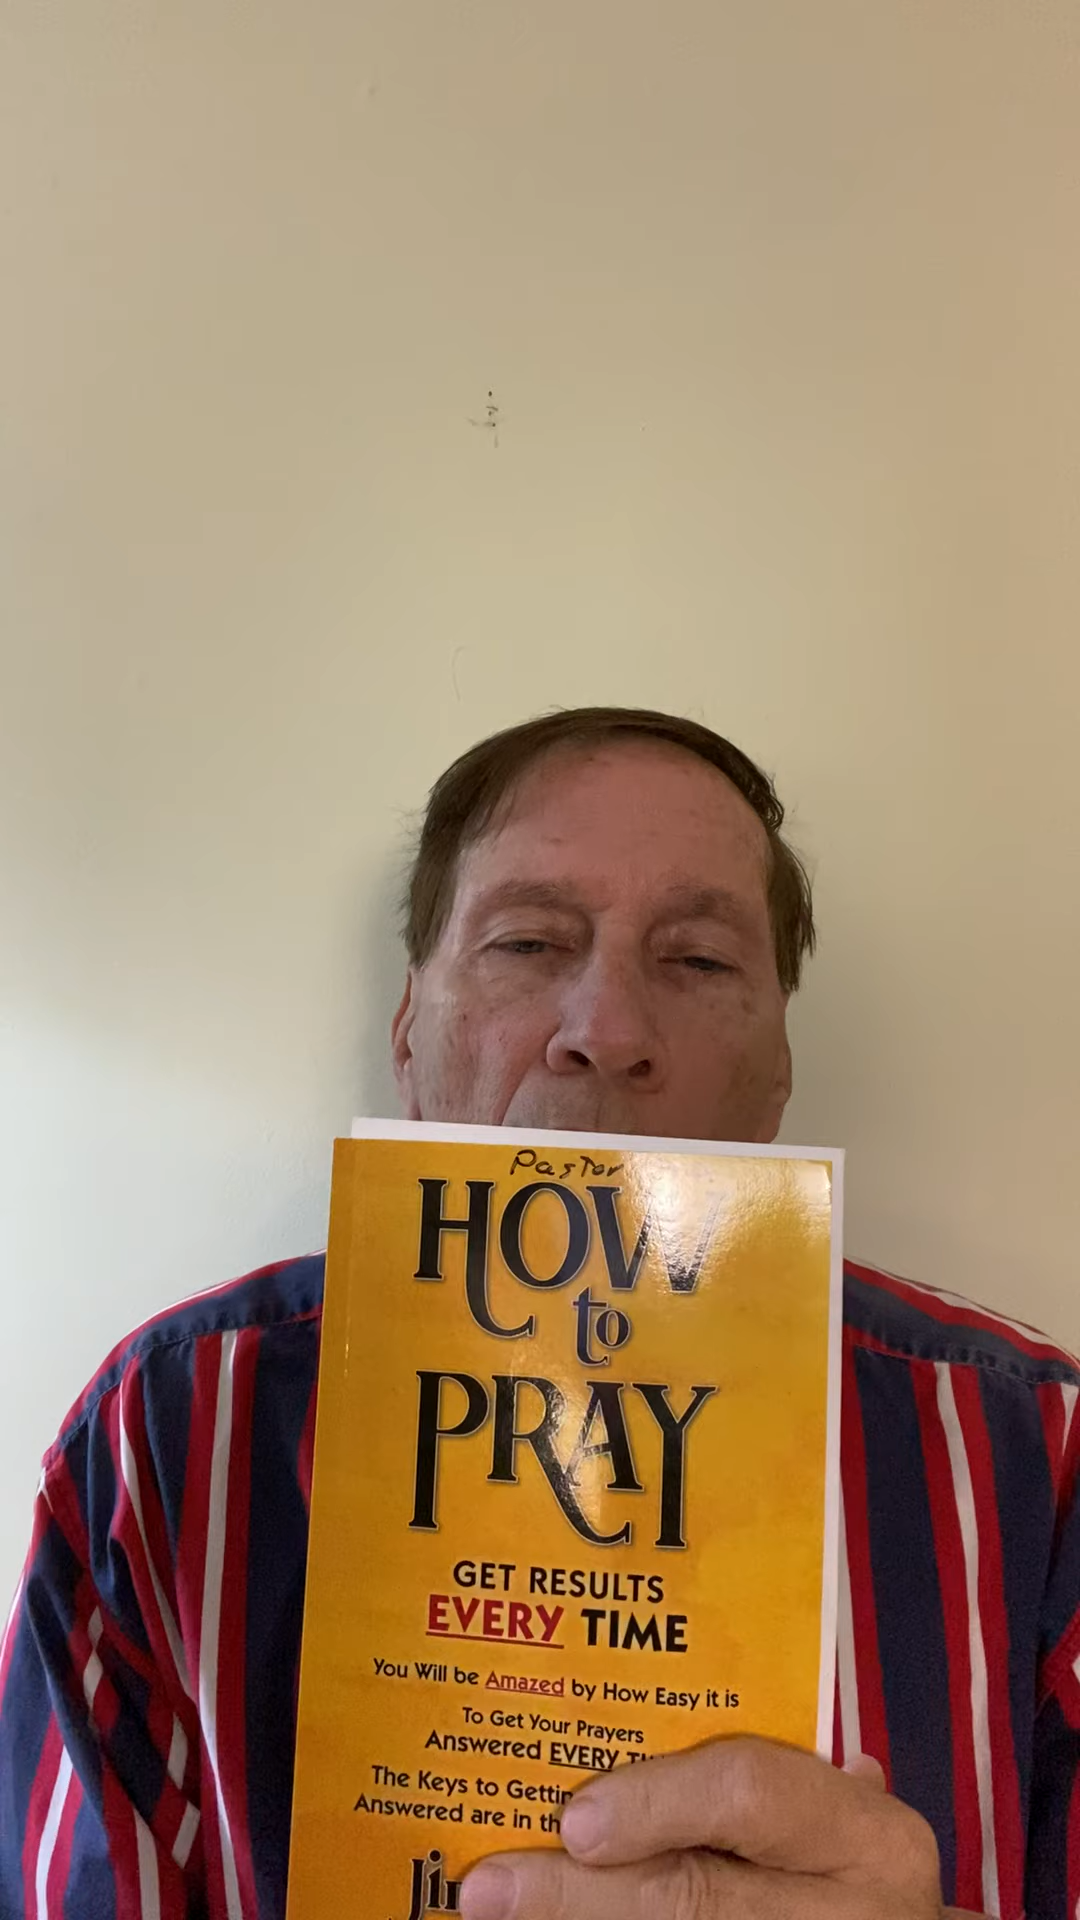 Pastor
HOW
to
PRAY
GET RESULTS
EVERY TIME
You Will be Amazed by How Easy it is
To Get Your Prayers
Answered EVERY
The Keys to
Answered are in